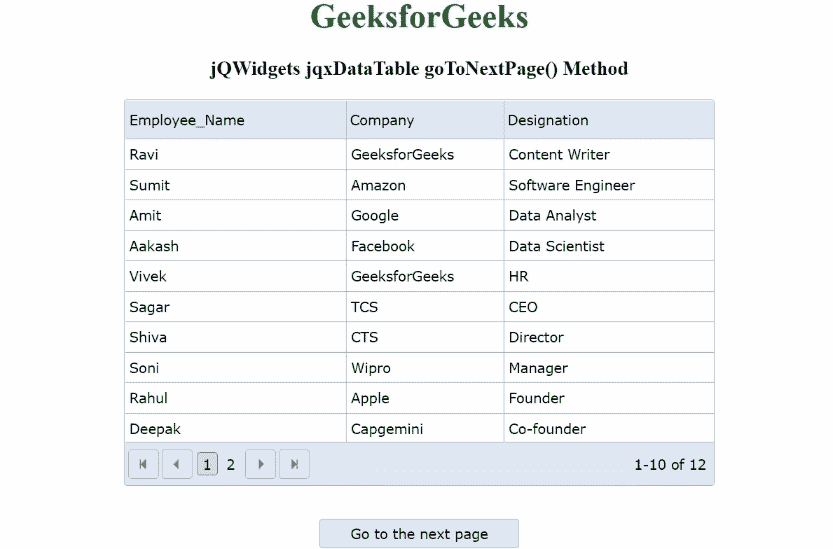 GeeksforGeeks
jQWidgets jqxDataTable goToNextPage() Method
Employee_Name Company Designation
Ravi GeeksforGeeks Content Writer
Sumit Amazon Software Engineer
Amit Google Data Analyst
Aakash Facebook Data Scientist
Vivek GeeksforGeeks HR
Sagar TCS CEO
Shiva CTS Director
Soni Wipro Manager
Rahul Apple Founder
Deepak Capgemini Co-founder
1 2 1-10 of 12
Go to the next page